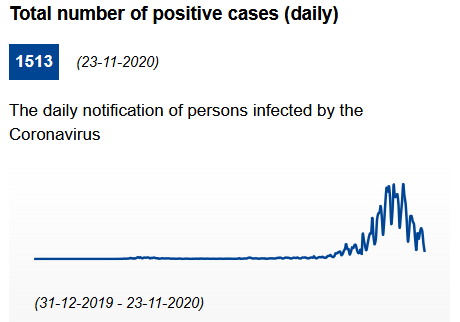 Total number of positive cases (daily)
1513 (23-11-2020)
The daily notification of persons infected by the
Coronavirus
(31-12-2019 - 23-11-2020)